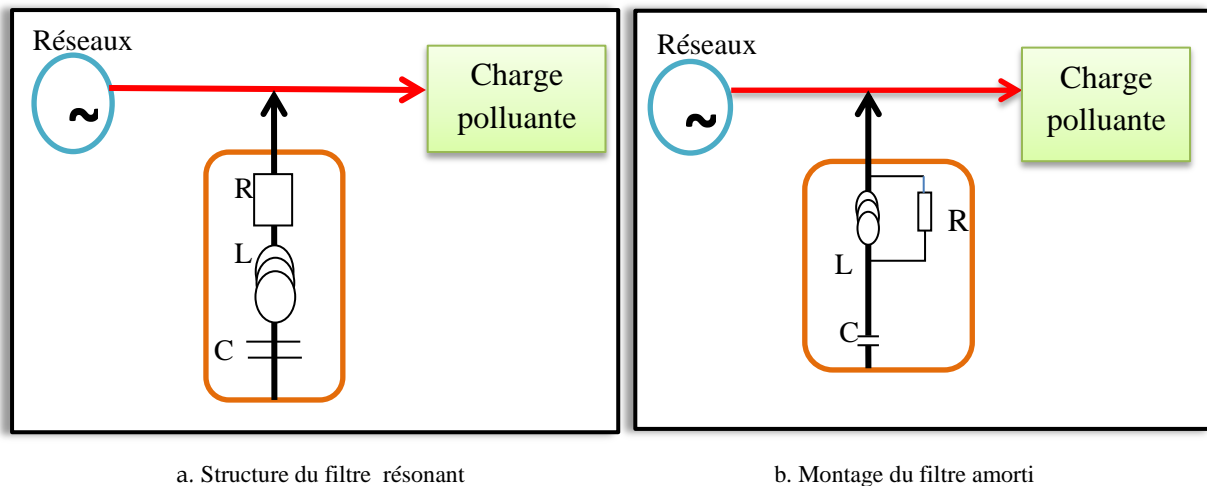 Réseaux
~
Charge
polluante
R
L
C
a. Structure du filtre résonant
Réseaux
~
Charge
polluante
R
L
C
b. Montage du filtre amorti